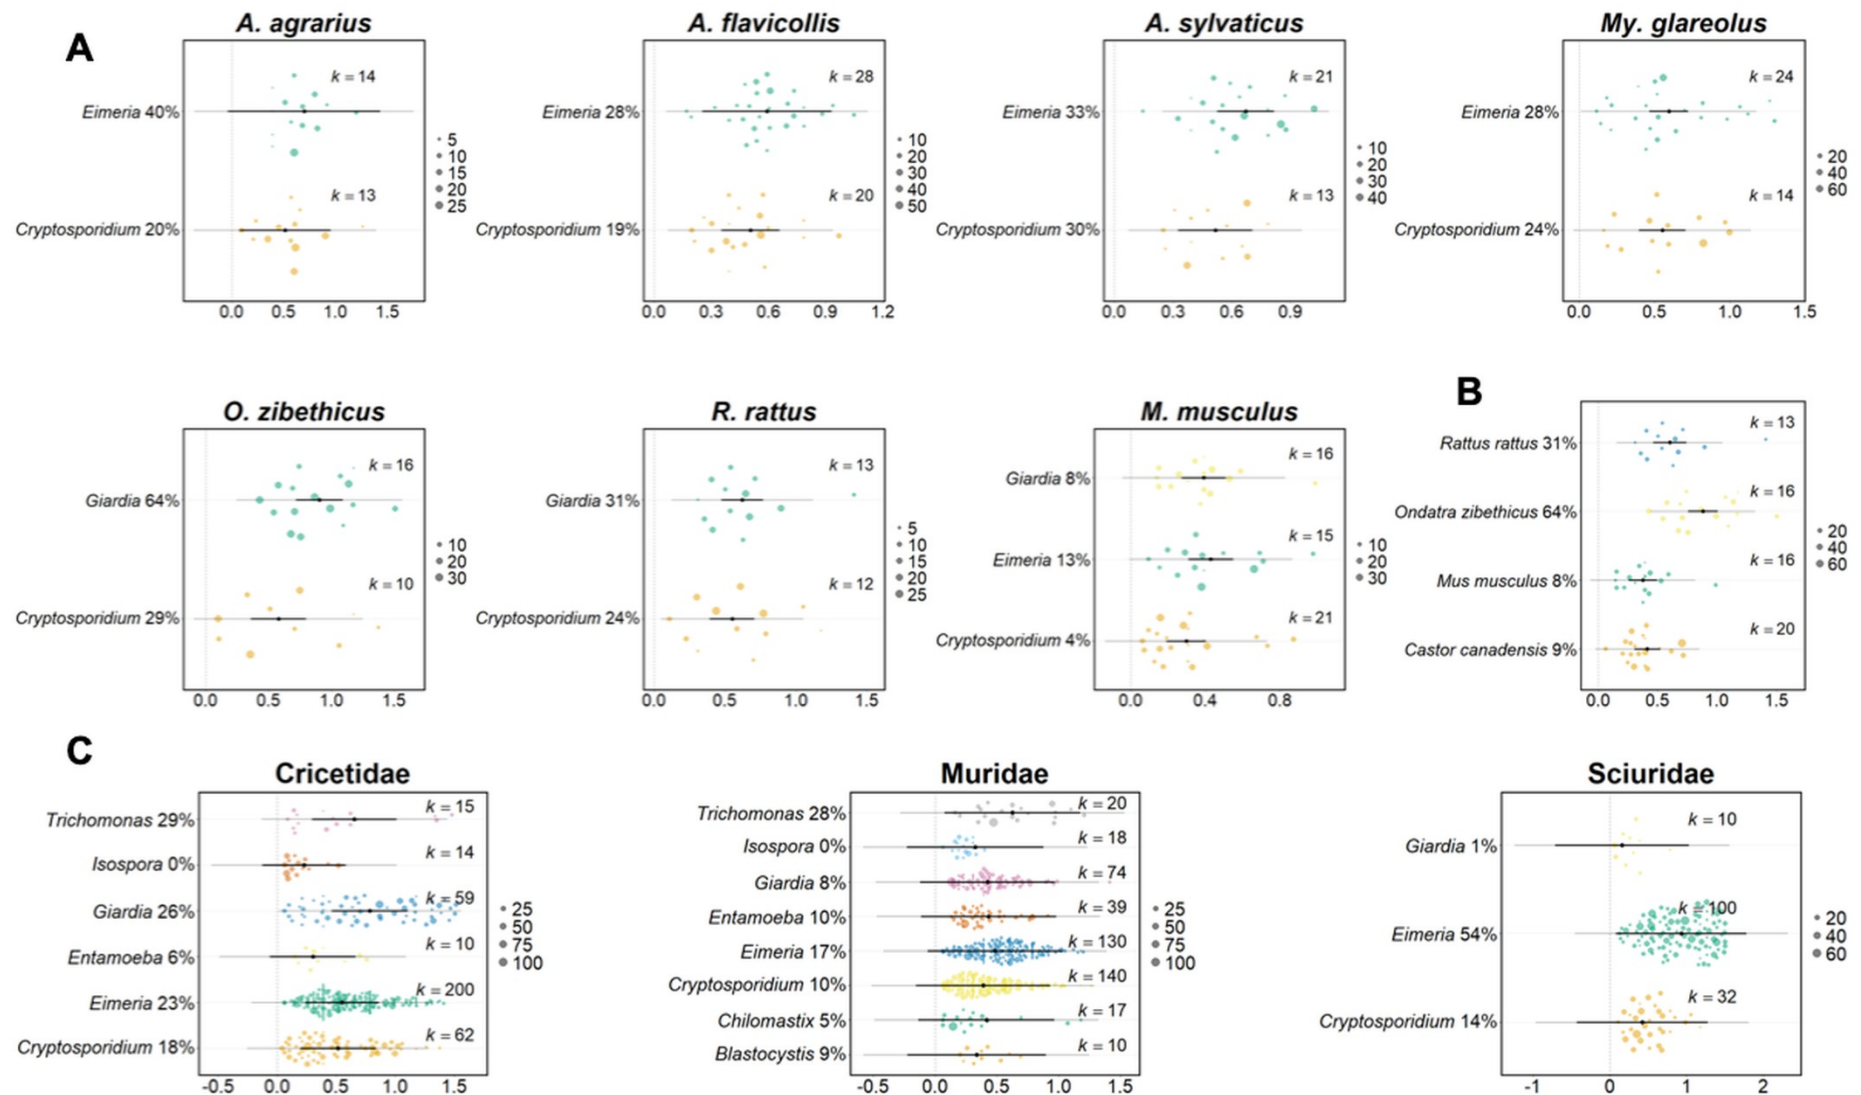 A
A. agrarius
k = 14
Eimeria 40%
k = 13
Cryptosporidium 20%
5
10
15
20
25
0.0 0.5 1.0 1.5
A. flavicollis
k = 28
Eimeria 28%
k = 20
Cryptosporidium 19%
10
20
30
40
50
0.0 0.3 0.6 0.9 1.2
A. sylvaticus
k = 21
Eimeria 33%
k = 13
Cryptosporidium 30%
10
20
30
40
0.0 0.3 0.6 0.9
My. glareolus
k = 24
Eimeria 28%
k = 14
Cryptosporidium 24%
20
40
60
0.0 0.5 1.0 1.5
O. zibethicus
k = 16
Giardia 64%
k = 10
Cryptosporidium 29%
10
20
30
0.0 0.5 1.0 1.5
R. rattus
k = 13
Giardia 31%
k = 12
Cryptosporidium 24%
5
10
15
20
25
0.0 0.5 1.0 1.5
M. musculus
k = 16
Giardia 8%
k = 15
Eimeria 13%
k = 21
Cryptosporidium 4%
10
20
30
0.0 0.4 0.8
B
k = 13
Rattus rattus 31%
k = 16
Ondatra zibethicus 64%
k = 16
Mus musculus 8%
k = 20
Castor canadensis 9%
20
40
60
0.0 0.5 1.0 1.5
C
Cricetidae
k = 15
Trichomonas 29%
k = 14
Isospora 0%
k = 59
Giardia 26%
k = 10
Entamoeba 6%
k = 200
Eimeria 23%
k = 62
Cryptosporidium 18%
25
50
75
100
-0.5 0.0 0.5 1.0 1.5
Muridae
k = 20
Trichomonas 28%
k = 18
Isospora 0%
k = 74
Giardia 8%
k = 39
Entamoeba 10%
k = 130
Eimeria 17%
k = 140
Cryptosporidium 10%
k = 17
Chilomastix 5%
k = 10
Blastocystis 9%
25
50
75
100
-0.5 0.0 0.5 1.0 1.5
Sciuridae
k = 10
Giardia 1%
k = 100
Eimeria 54%
k = 32
Cryptosporidium 14%
20
40
60
-1 0 1 2